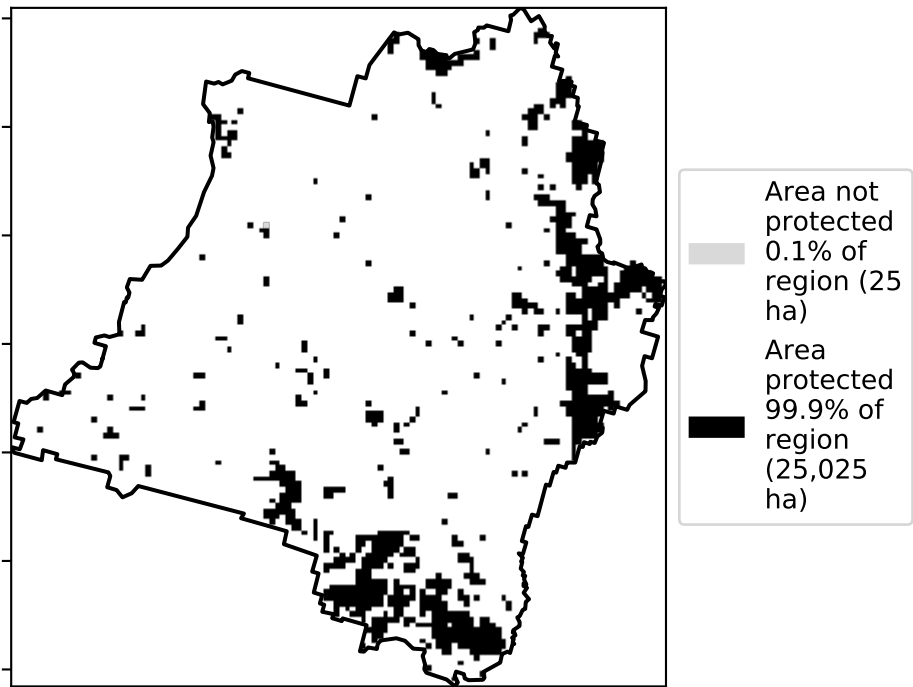 Area not
protected
0.1% of
region (25
ha)
Area
protected
99.9% of
region
(25,025
ha)